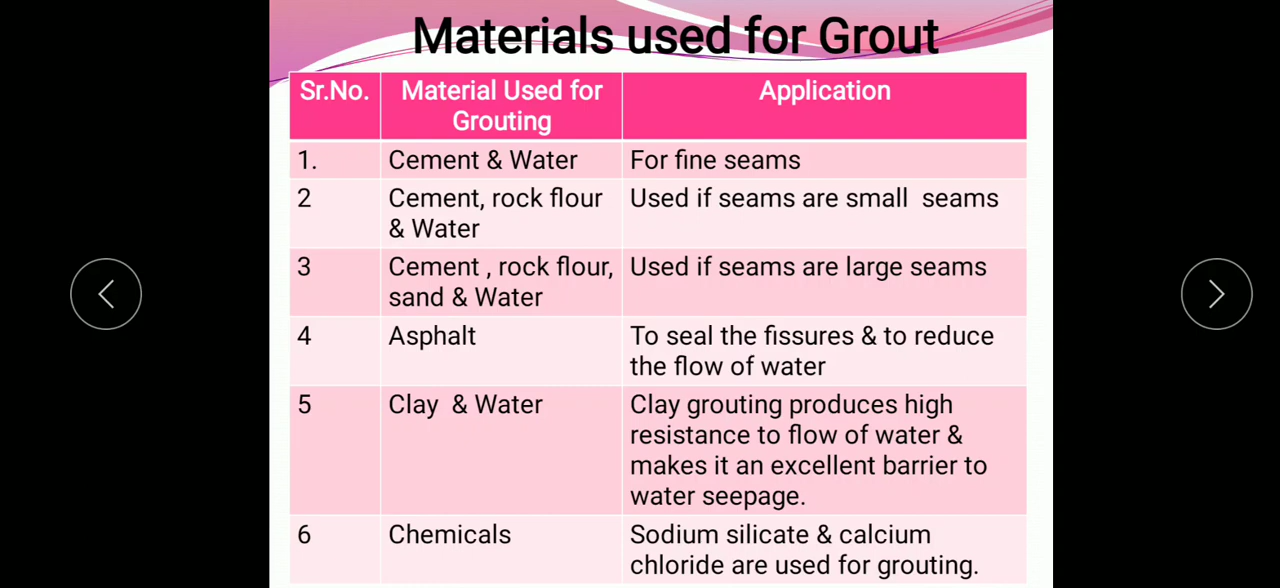 Materials used for Grout
Sr.No.
Material Used for
Grouting
Application
1.
Cement & Water
For fine seams
2
Cement, rock flour
& Water
Used if seams are small  seams
3
Cement , rock flour,
sand & Water
Used if seams are large seams
4
Asphalt
To seal the fissures & to reduce
the flow of water
5
Clay  & Water
Clay grouting produces high
resistance to flow of water &
makes it an excellent barrier to
water seepage.
6
Chemicals
Sodium silicate & calcium
chloride are used for grouting.